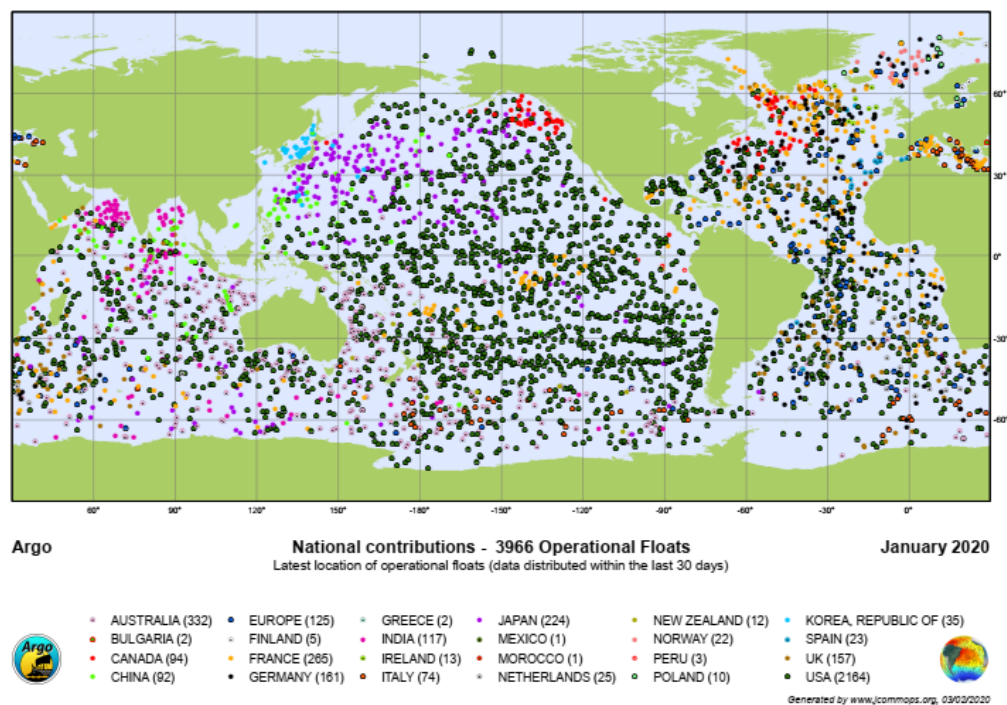 60°
30°
0°
-30°
-60°
60° 90° 120° 150° -180° -150° -120° -90° -60° -30° 0°
Argo National contributions - 3966 Operational Floats January 2020
Latest location of operational floats (data distributed within the last 30 days)
AUSTRALIA (332) EUROPE (125) GREECE (2) JAPAN (224) NEW ZEALAND (12) KOREA, REPUBLIC OF (35)
BULGARIA (2) FINLAND (5) INDIA (117) MEXICO (1) NORWAY (22) SPAIN (23)
CANADA (94) FRANCE (265) IRELAND (13) MOROCCO (1) PERU (3) UK (157)
CHINA (92) GERMANY (161) ITALY (74) NETHERLANDS (25) POLAND (10) USA (2164)
Argo
Generated by www.jcommops.org, 03/02/2020